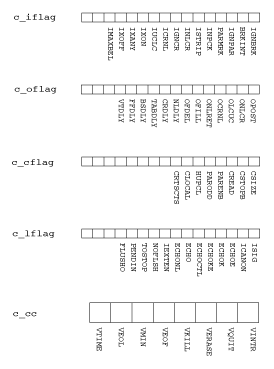 c_iflag
IMAXBEL
IXOFF
IXANY
IXON
IUCLC
ICRNL
IGNCR
INLCR
ISTRIP
INPCK
PARMRK
IGNPAR
BRKINT
IGNBRK
c_oflag
VTDLY
FFDLY
BSDLY
TABDLY
CRDLY
NLDLY
OFDEL
OFILL
ONLRET
OCRNL
OLCUC
ONLCR
OPOST
c_cflag
CRTSCTS
CLOCAL
HUPCL
PARODD
PARENB
CREAD
CSTOPB
CSIZE
c_lflag
FLUSHO
PENDIN
TOSTOP
NOFLSH
IEXTEN
ECHONL
ECHO
ECHOCTL
ECHOKE
ECHOK
ECHOE
ICANON
ISIG
c_cc
VTIME
VEOL
VMIN
VEOF
VKILL
VERASE
VQUIT
VINTR